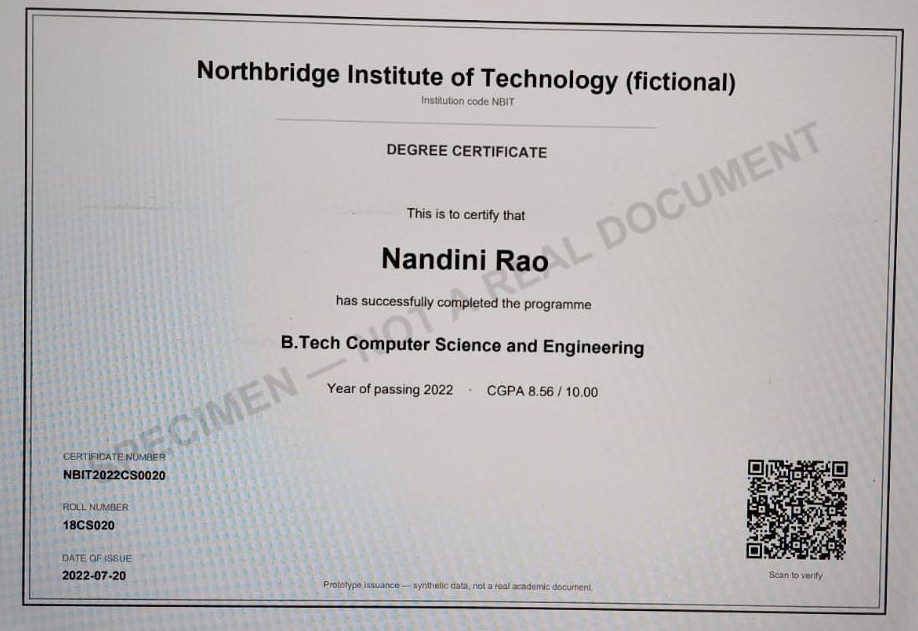 Northbridge Institute of Technology (fictional)
Institution code NBIT
DEGREE CERTIFICATE
This is to certify that
Nandini Rao
has successfully completed the programme
B.Tech Computer Science and Engineering
Year of passing 2022 · CGPA 8.56 / 10.00
SPECIMEN — NOT A REAL DOCUMENT
CERTIFICATE NUMBER
NBIT2022CS0020
ROLL NUMBER
18CS020
DATE OF ISSUE
2022-07-20
Prototype issuance — synthetic data, not a real academic document.
Scan to verify